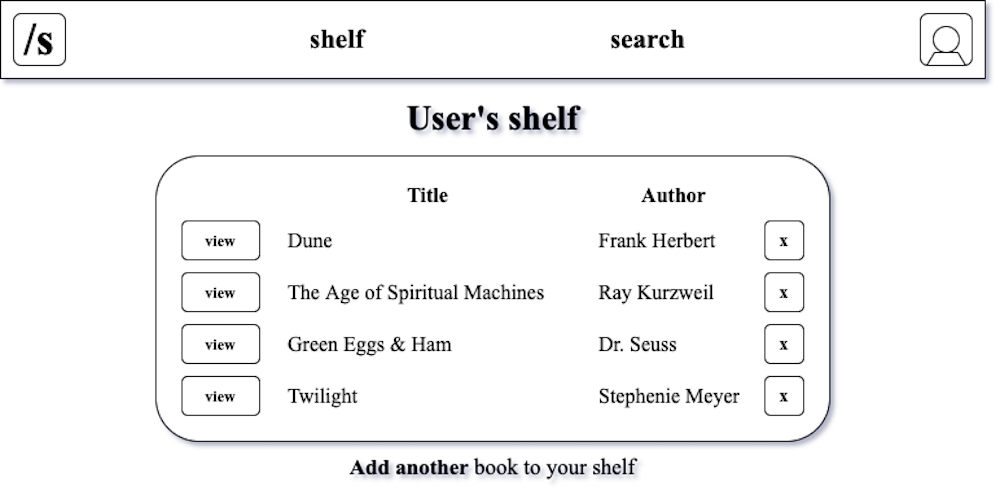 /s shelf search
User's shelf
Title Author
view Dune Frank Herbert x
view The Age of Spiritual Machines Ray Kurzweil x
view Green Eggs & Ham Dr. Seuss x
view Twilight Stephenie Meyer x
Add another book to your shelf